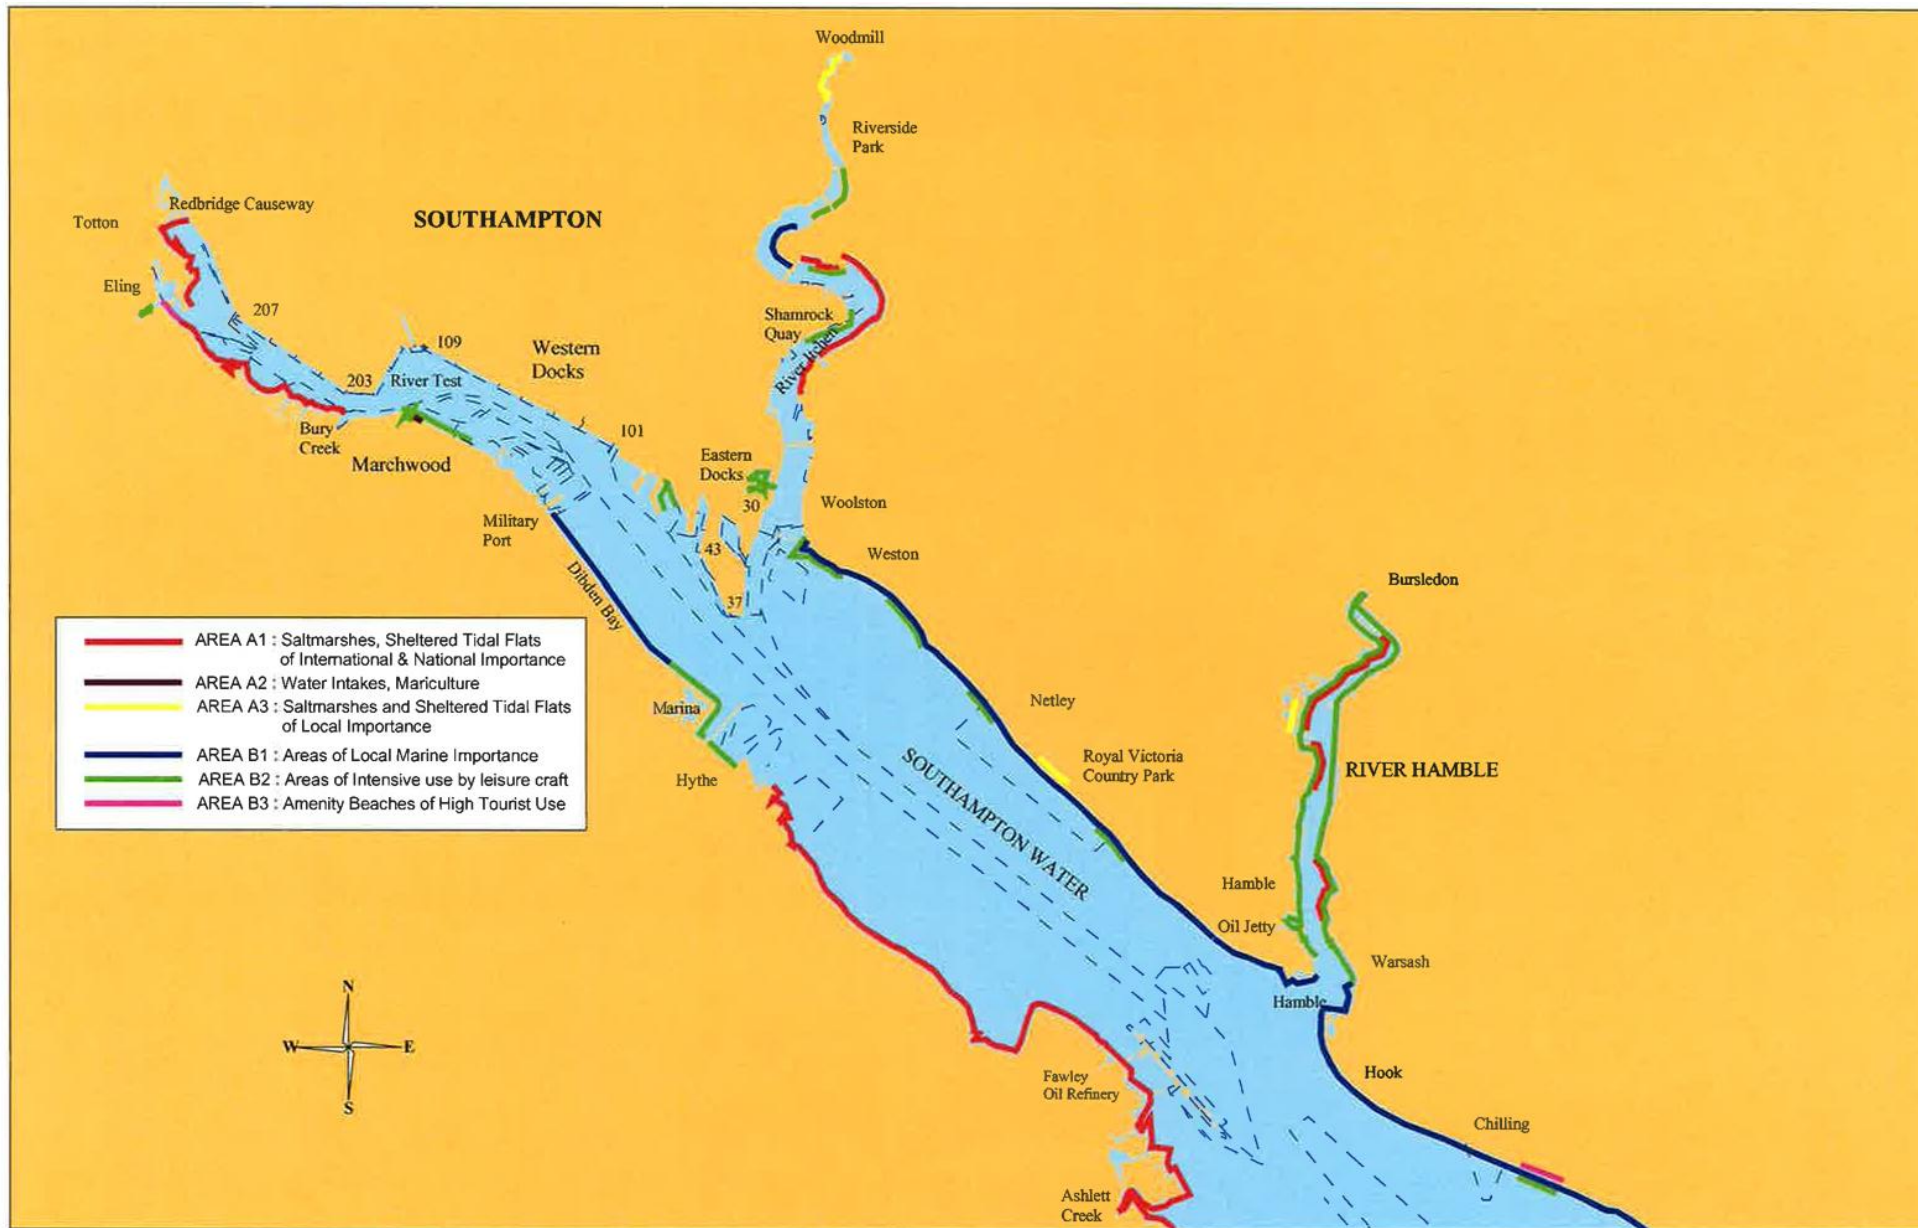 Woodmill
Riverside
Park
Redbridge Causeway
Totton
SOUTHAMPTON
Eling
207
109
Western
Docks
Shamrock
Quay
River Itchen
203
River Test
Bury
Creek
101
Marchwood
Eastern
Docks
30
Woolston
Military
Port
43
Weston
Dibden Bay
37
Bursledon
AREA A1 : Saltmarshes, Sheltered Tidal Flats
of International & National Importance
AREA A2 : Water Intakes, Mariculture
AREA A3 : Saltmarshes and Sheltered Tidal Flats
of Local Importance
AREA B1 : Areas of Local Marine Importance
AREA B2 : Areas of Intensive use by leisure craft
AREA B3 : Amenity Beaches of High Tourist Use
Marina
Netley
Hythe
SOUTHAMPTON WATER
Royal Victoria
Country Park
RIVER HAMBLE
Hamble
Oil Jetty
Warsash
Hamble
N
W
E
S
Hook
Fawley
Oil Refinery
Chilling
Ashlett
Creek